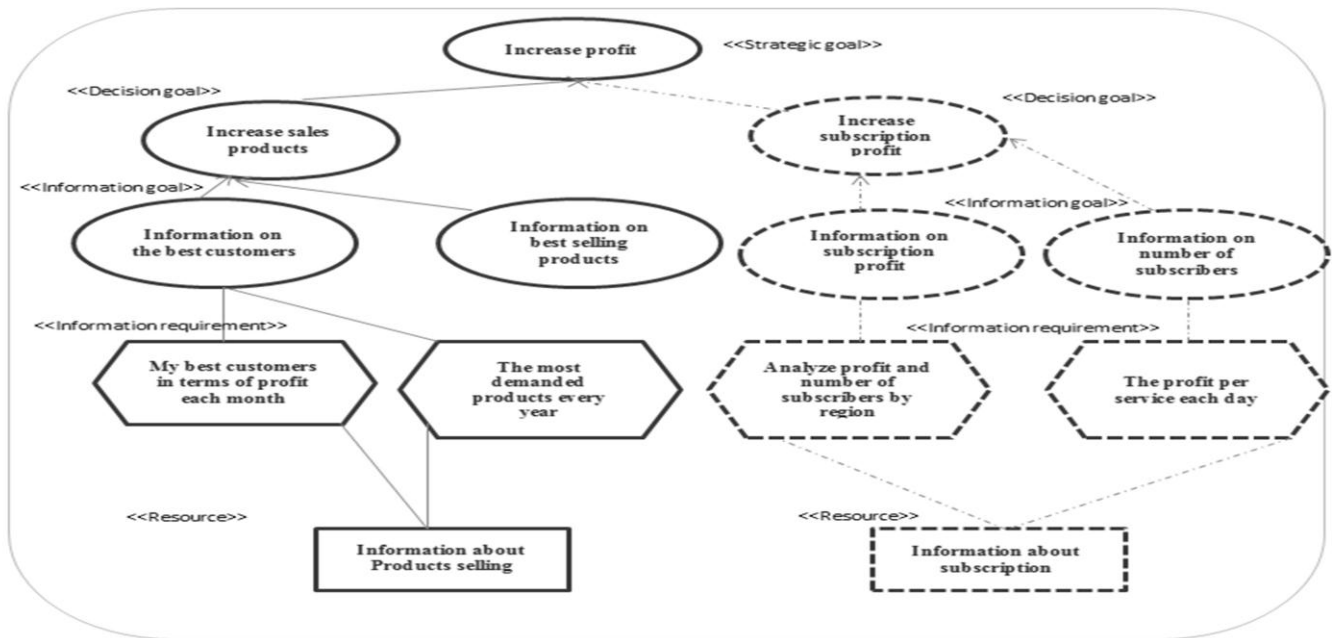 Increase profit
<<Strategic goal>>
<<Decision goal>>
<<Decision goal>>
Increase sales
products
Increase
subscription
profit
<<Information goal>>
<<Information goal>>
Information on
the best customers
Information on
best selling
products
Information on
subscription
profit
Information on
number of
subscribers
<<Information requirement>>
<<Information requirement>>
My best customers
in terms of profit
each month
The most
demanded
products every
year
Analyze profit and
number of
subscribers by
region
The profit per
service each day
<<Resource>>
<<Resource>>
Information about
Products selling
Information about
subscription